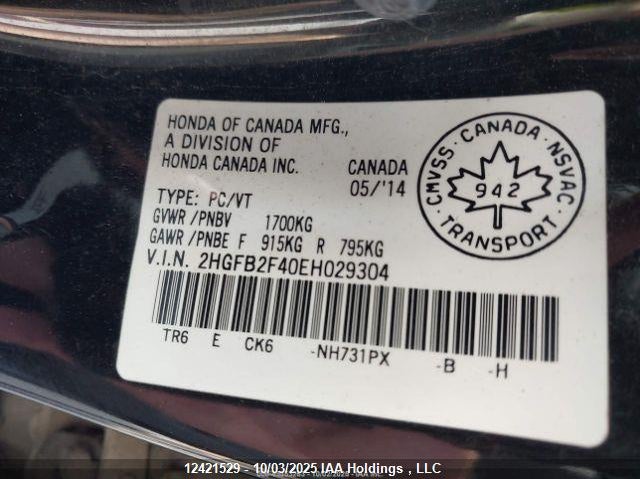 HONDA OF CANADA MFG.,
A DIVISION OF
HONDA CANADA INC. CANADA
05/'14
TYPE: PC/VT
GVWR/PNBV 1700KG
GAWR/PNBE F 915KG R 795KG
V.I.N. 2HGFB2F40EH029304
TR6 E CK6 -NH731PX -B -H
CMVSS · CANADA · NSVAC
942
TRANSPORT
12421529 - 10/03/2025 IAA Holdings , LLC